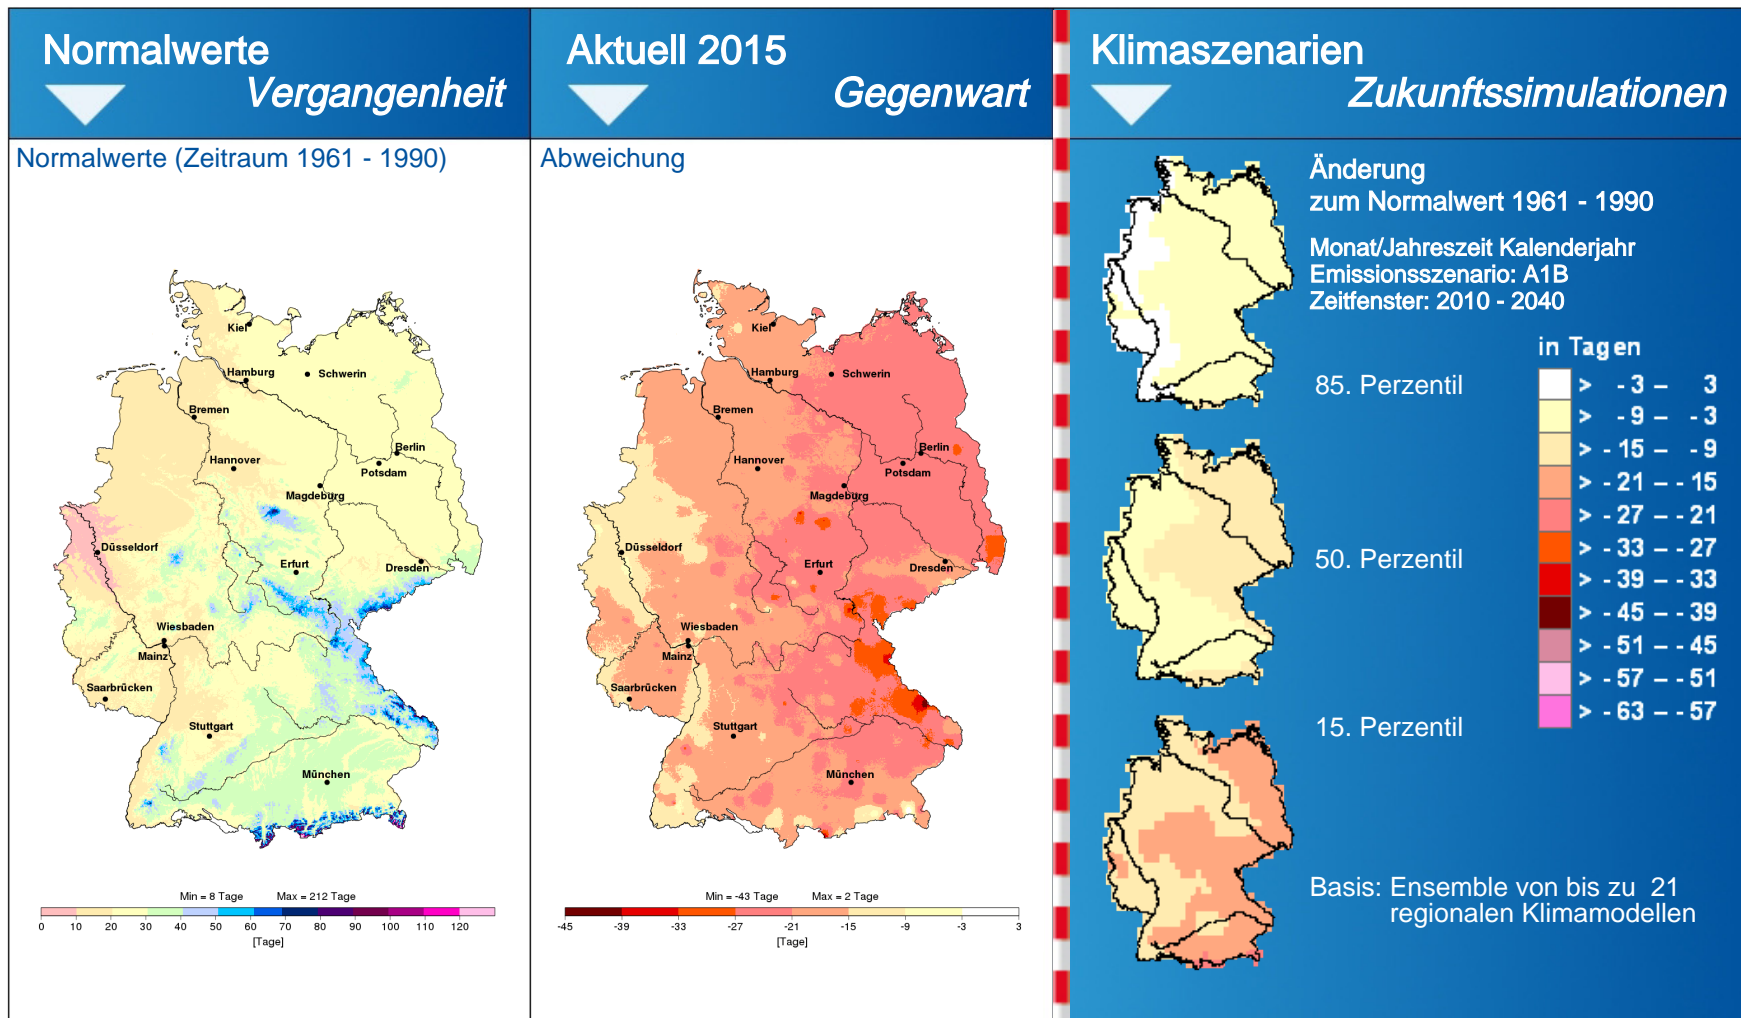 Normalwerte
Vergangenheit
Normalwerte (Zeitraum 1961 - 1990)
Kiel
Hamburg
Schwerin
Bremen
Berlin
Hannover
Potsdam
Magdeburg
Düsseldorf
Erfurt
Dresden
Wiesbaden
Mainz
Saarbrücken
Stuttgart
München
Min = 8 Tage Max = 212 Tage
0 10 20 30 40 50 60 70 80 90 100 110 120
[Tage]
Aktuell 2015
Gegenwart
Abweichung
Kiel
Hamburg
Schwerin
Bremen
Berlin
Hannover
Potsdam
Magdeburg
Düsseldorf
Erfurt
Dresden
Wiesbaden
Mainz
Saarbrücken
Stuttgart
München
Min = -43 Tage Max = 2 Tage
-45 -39 -33 -27 -21 -15 -9 -3 3
[Tage]
Klimaszenarien
Zukunftssimulationen
Änderung
zum Normalwert 1961 - 1990
Monat/Jahreszeit Kalenderjahr
Emissionsszenario: A1B
Zeitfenster: 2010 - 2040
85. Perzentil
50. Perzentil
15. Perzentil
in Tagen
> -3 – 3
> -9 – -3
> -15 – -9
> -21 – -15
> -27 – -21
> -33 – -27
> -39 – -33
> -45 – -39
> -51 – -45
> -57 – -51
> -63 – -57
Basis: Ensemble von bis zu 21
regionalen Klimamodellen